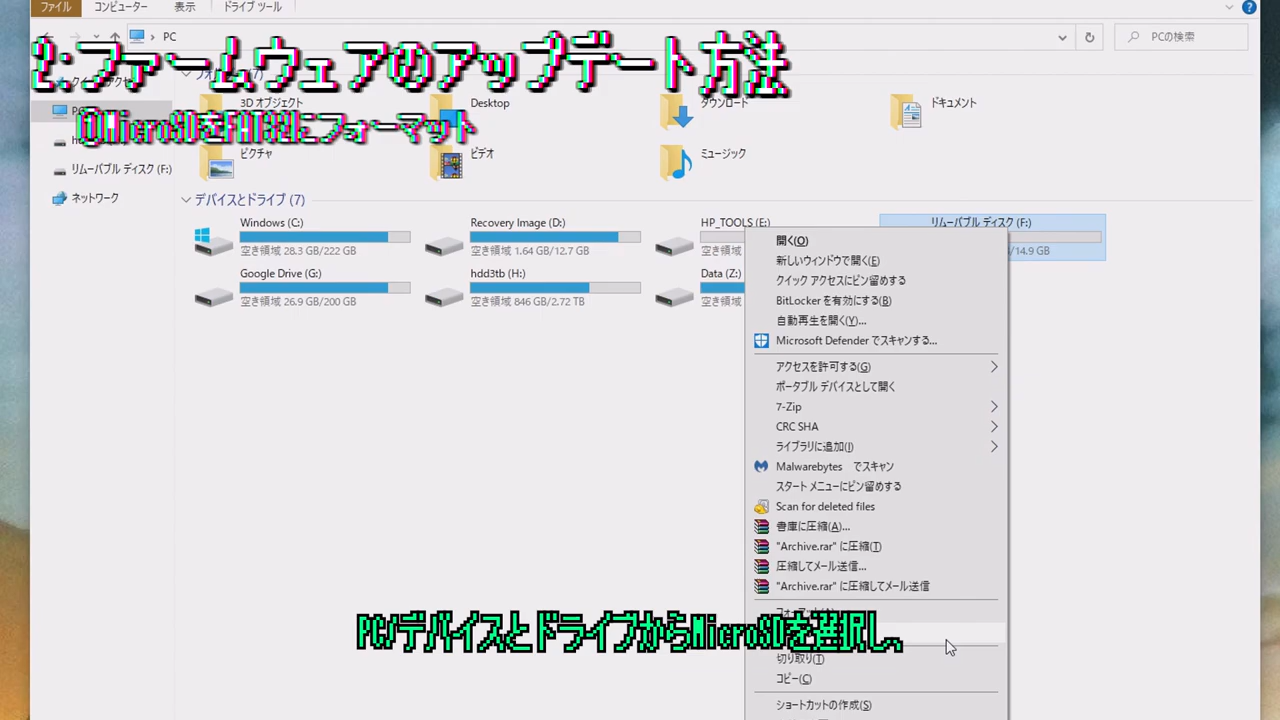 ファイル コンピューター 表示 ドライブ ツール
PC PCの検索
2・ファームウェアのアップデート方法
①MicroSDをFAT32にフォーマット
3D オブジェクト Desktop ダウンロード ドキュメント
ピクチャ ビデオ ミュージック
リムーバブル ディスク (F:)
ネットワーク
デバイスとドライブ (7)
Windows (C:) Recovery Image (D:) HP_TOOLS (E:) リムーバブル ディスク (F:)
空き領域 28.3 GB/222 GB 空き領域 1.64 GB/12.7 GB /14.9 GB
Google Drive (G:) hdd3tb (H:) Data (Z:)
空き領域 26.9 GB/200 GB 空き領域 846 GB/2.72 TB 空き領域
開く(O)
新しいウィンドウで開く(E)
クイック アクセスにピン留めする
BitLocker を有効にする(B)
自動再生を開く(Y)...
Microsoft Defender でスキャンする...
アクセスを許可する(G)
ポータブル デバイスとして開く
7-Zip
CRC SHA
ライブラリに追加(I)
Malwarebytes でスキャン
スタート メニューにピン留めする
Scan for deleted files
書庫に圧縮(A)...
"Archive.rar" に圧縮(T)
圧縮してメール送信...
"Archive.rar" に圧縮してメール送信
PC/デバイスとドライブからMicroSDを選択し、
切り取り(T)
コピー(C)
ショートカットの作成(S)